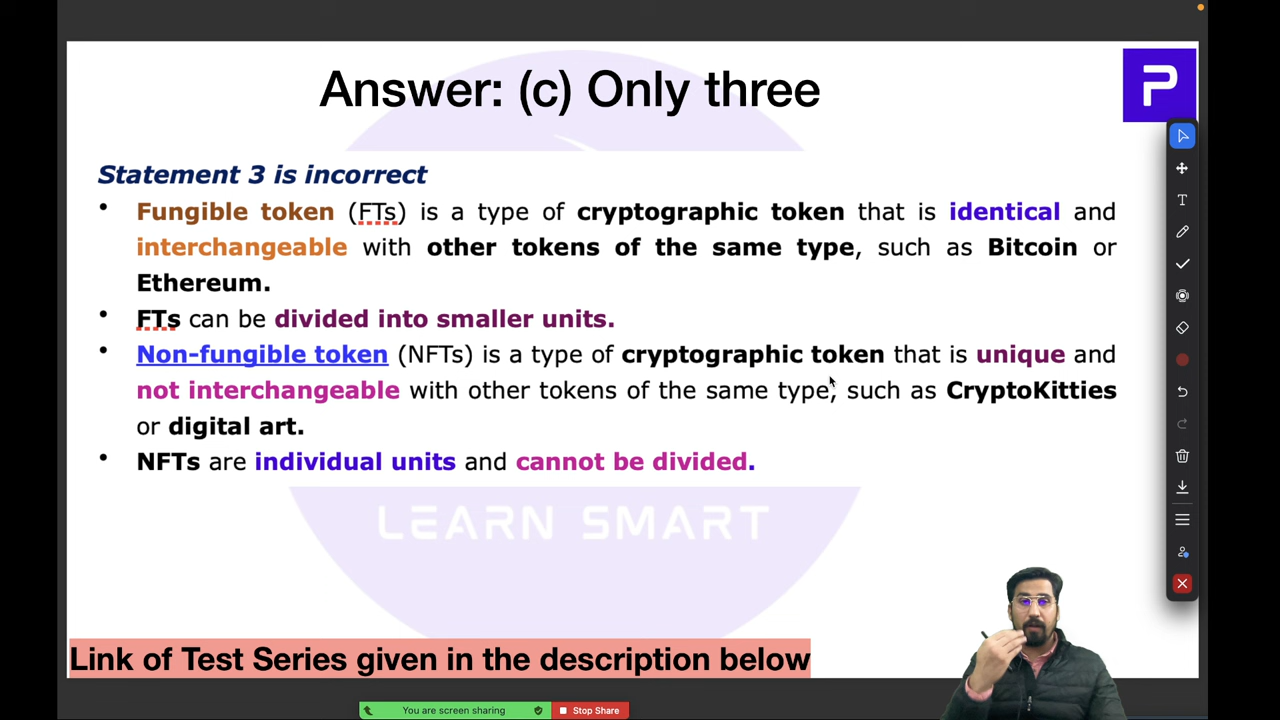 Answer: (c) Only three
P
Statement 3 is incorrect
• Fungible token (FTs) is a type of cryptographic token that is identical and
interchangeable with other tokens of the same type, such as Bitcoin or
Ethereum.
• FTs can be divided into smaller units.
• Non-fungible token (NFTs) is a type of cryptographic token that is unique and
not interchangeable with other tokens of the same type, such as CryptoKitties
or digital art.
• NFTs are individual units and cannot be divided.
LEARN SMART
Link of Test Series given in the description below
You are screen sharing
Stop Share
T